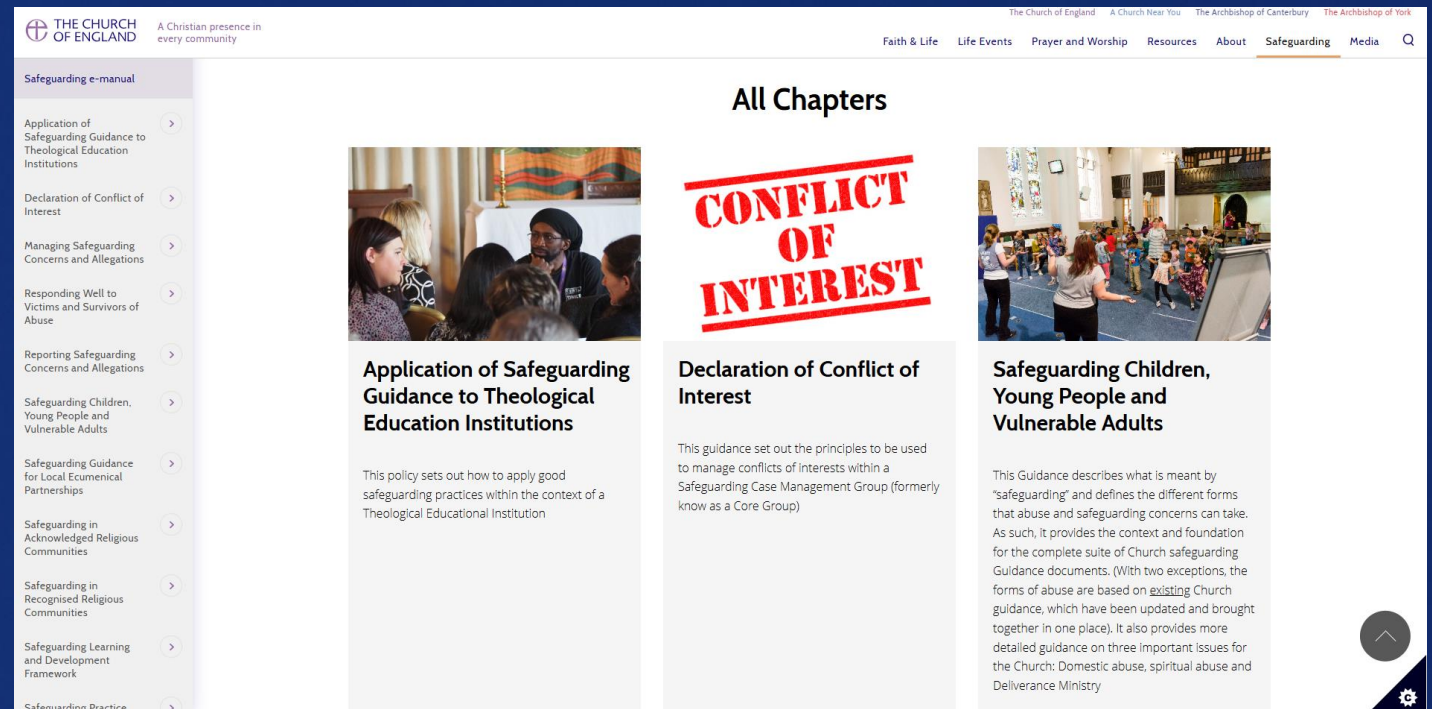 The Church of England A Church Near You The Archbishop of Canterbury The Archbishop of York
THE CHURCH
OF ENGLAND
A Christian presence in
every community
Faith & Life Life Events Prayer and Worship Resources About Safeguarding Media
Safeguarding e-manual
Application of
Safeguarding Guidance to
Theological Education
Institutions
Declaration of Conflict of
Interest
Managing Safeguarding
Concerns and Allegations
Responding Well to
Victims and Survivors of
Abuse
Reporting Safeguarding
Concerns and Allegations
Safeguarding Children,
Young People and
Vulnerable Adults
Safeguarding Guidance
for Local Ecumenical
Partnerships
Safeguarding in
Acknowledged Religious
Communities
Safeguarding in
Recognised Religious
Communities
Safeguarding Learning
and Development
Framework
Safeguarding Practice
All Chapters
Application of Safeguarding
Guidance to Theological
Education Institutions
This policy sets out how to apply good
safeguarding practices within the context of a
Theological Educational Institution
CONFLICT
OF
INTEREST
Declaration of Conflict of
Interest
This guidance set out the principles to be used
to manage conflicts of interests within a
Safeguarding Case Management Group (formerly
know as a Core Group)
Safeguarding Children,
Young People and
Vulnerable Adults
This Guidance describes what is meant by
“safeguarding” and defines the different forms
that abuse and safeguarding concerns can take.
As such, it provides the context and foundation
for the complete suite of Church safeguarding
Guidance documents. (With two exceptions, the
forms of abuse are based on existing Church
guidance, which have been updated and brought
together in one place). It also provides more
detailed guidance on three important issues for
the Church: Domestic abuse, spiritual abuse and
Deliverance Ministry